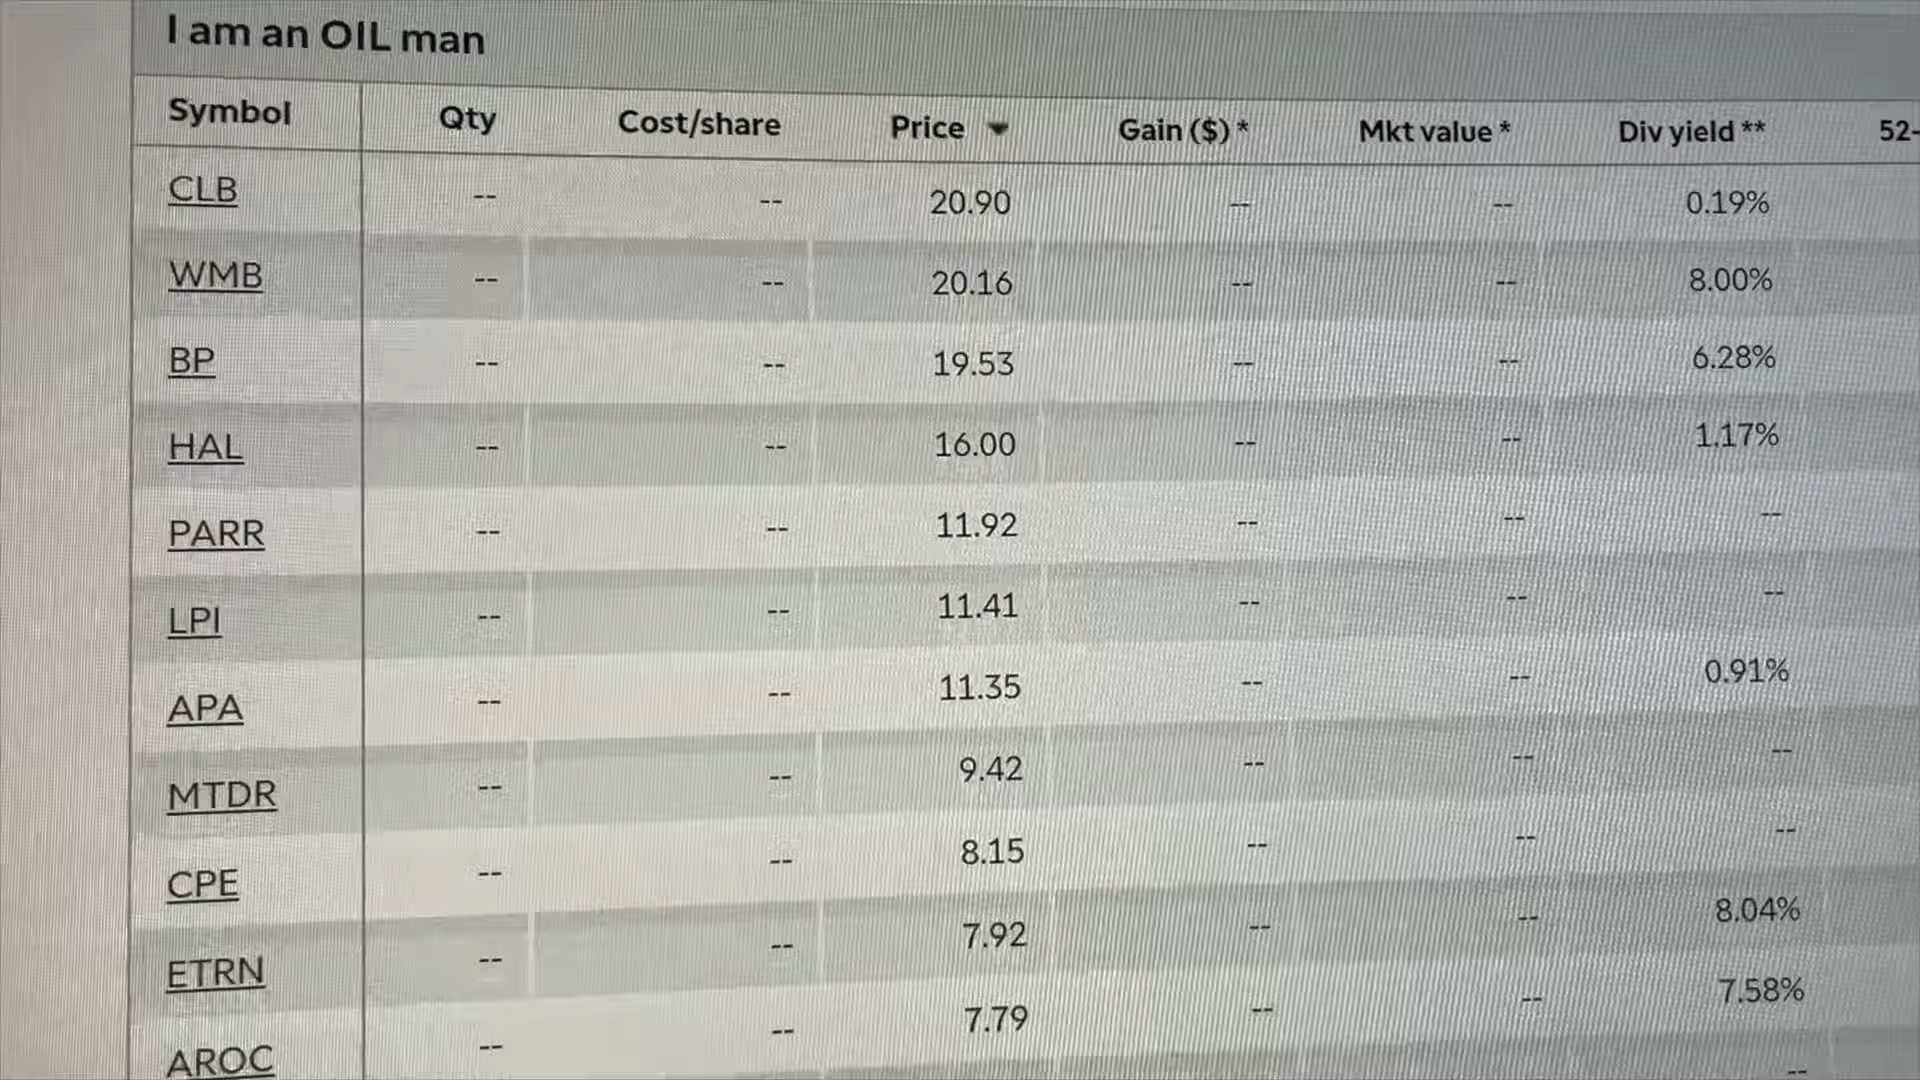 I am an OIL man
Symbol Qty Cost/share Price Gain ($) * Mkt value * Div yield ** 52-
CLB -- -- 20.90 -- -- 0.19%
WMB -- -- 20.16 -- -- 8.00%
BP -- -- 19.53 -- -- 6.28%
HAL -- -- 16.00 -- -- 1.17%
PARR -- -- 11.92 -- -- --
LPI -- -- 11.41 -- -- --
APA -- -- 11.35 -- -- 0.91%
MTDR -- -- 9.42 -- -- --
CPE -- -- 8.15 -- -- --
ETRN -- -- 7.92 -- -- 8.04%
AROC -- -- 7.79 -- -- 7.58%
--